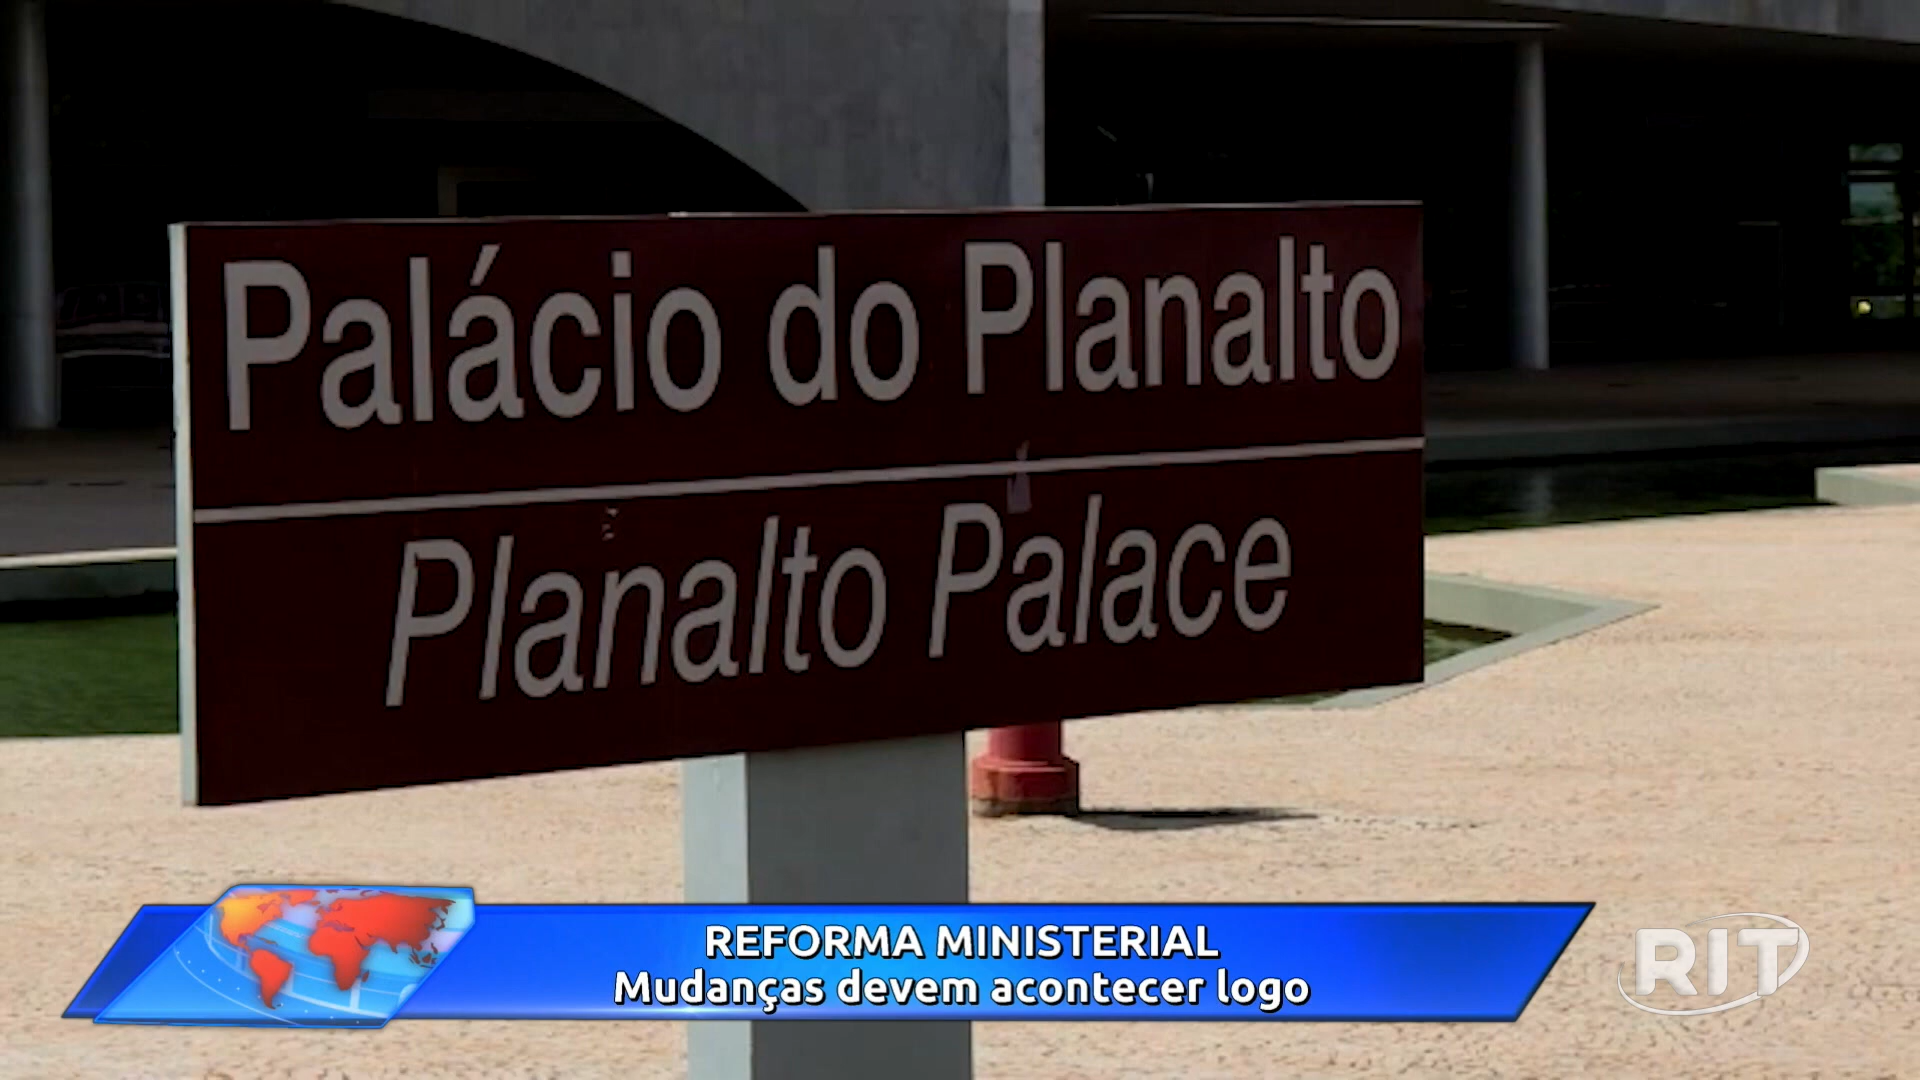 Palácio do Planalto
Planalto Palace
REFORMA MINISTERIAL
Mudanças devem acontecer logo
RIT